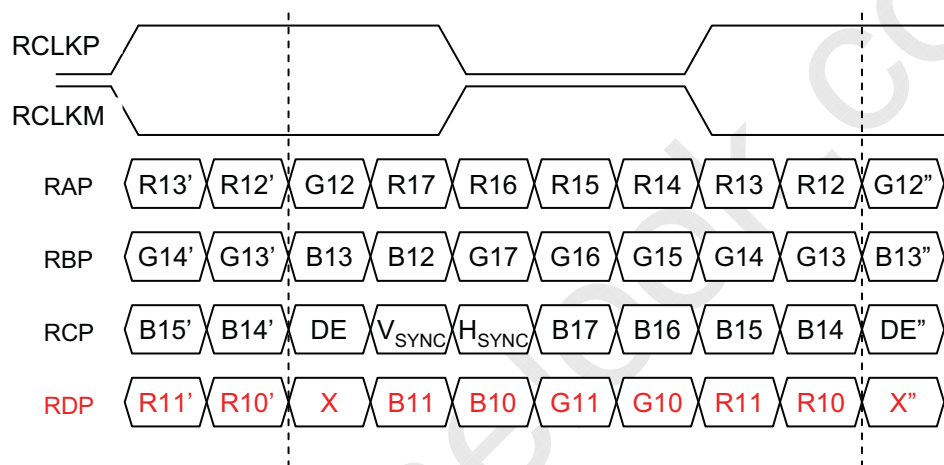 RCLKP
RCLKM
RAP R13’ R12’ G12 R17 R16 R15 R14 R13 R12 G12”
RBP G14’ G13’ B13 B12 G17 G16 G15 G14 G13 B13”
RCP B15’ B14’ DE VSYNC HSYNC B17 B16 B15 B14 DE”
RDP R11’ R10’ X B11 B10 G11 G10 R11 R10 X”